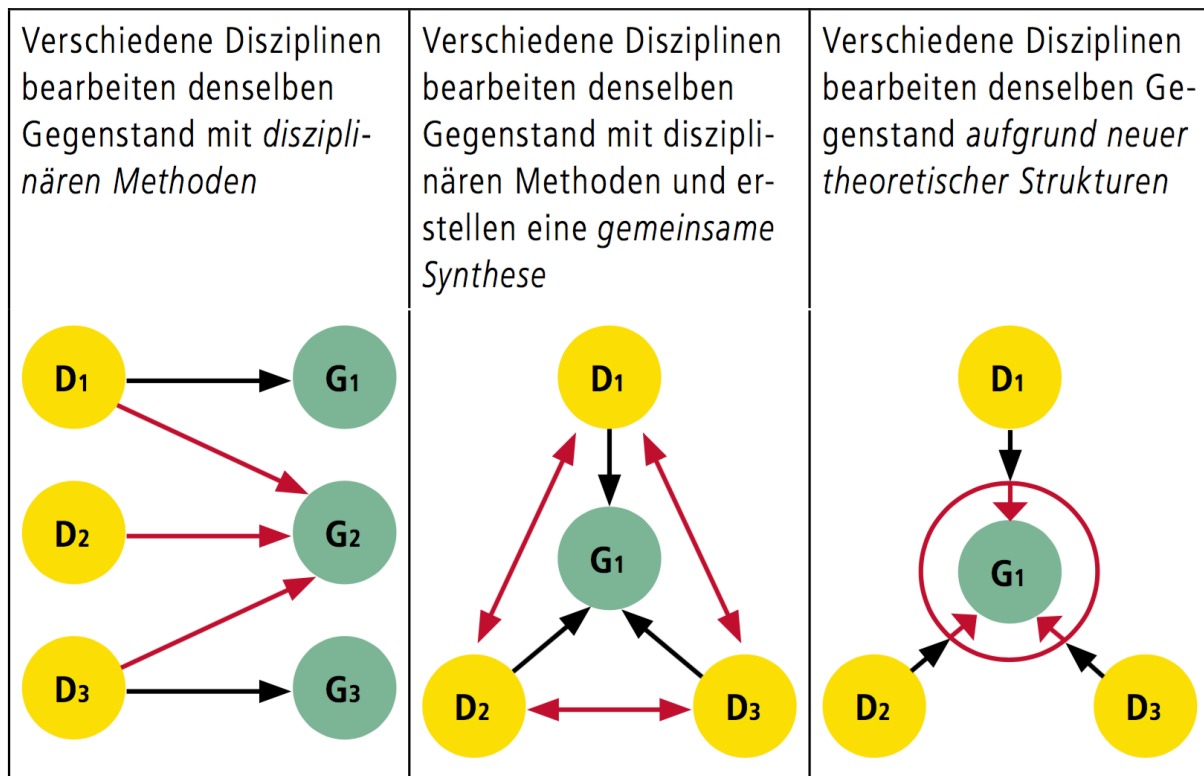 Verschiedene Disziplinen
bearbeiten denselben
Gegenstand mit diszipli-
nären Methoden
Verschiedene Disziplinen
bearbeiten denselben
Gegenstand mit diszipli-
nären Methoden und er-
stellen eine gemeinsame
Synthese
Verschiedene Disziplinen
bearbeiten denselben Ge-
genstand aufgrund neuer
theoretischer Strukturen
D1
G1
D2
G2
D3
G3
D1
G1
D2
D3
D1
G1
D2
D3